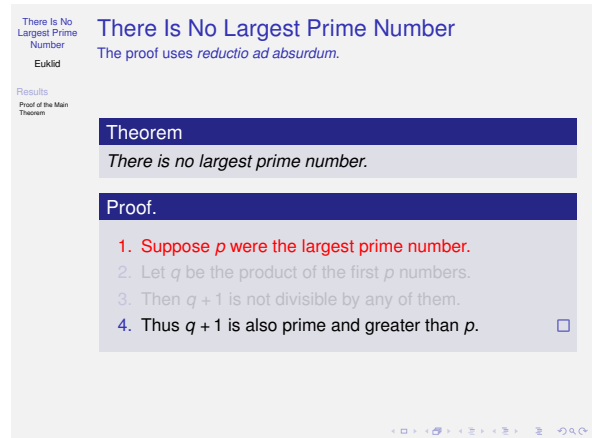 There Is No
Largest Prime
Number
Euklid
Results
Proof of the Main
Theorem
There Is No Largest Prime Number
The proof uses reductio ad absurdum.
Theorem
There is no largest prime number.
Proof.
1. Suppose p were the largest prime number.
2. Let q be the product of the first p numbers.
3. Then q + 1 is not divisible by any of them.
4. Thus q + 1 is also prime and greater than p.